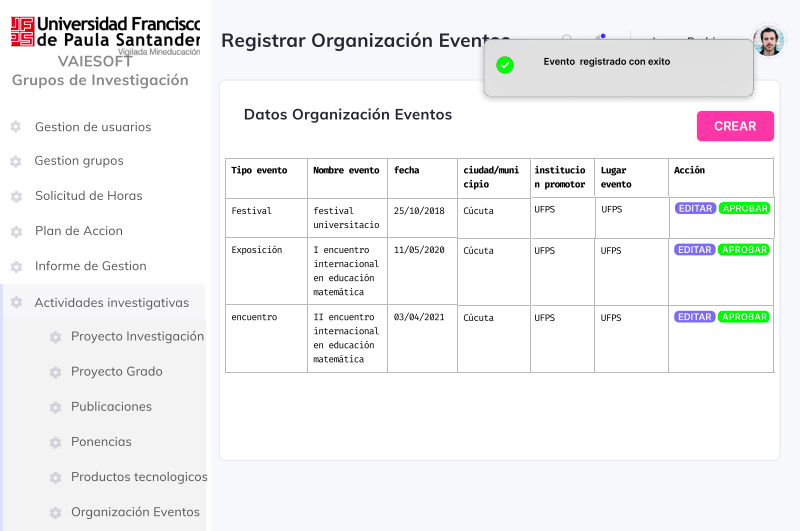 UFPS
Universidad Francisco
de Paula Santander
Vigilada Mineducación
VAIESOFT
Grupos de Investigación
Gestion de usuarios
Gestion grupos
Solicitud de Horas
Plan de Accion
Informe de Gestion
Actividades investigativas
Proyecto Investigación
Proyecto Grado
Publicaciones
Ponencias
Productos tecnologicos
Organización Eventos
Registrar Organización Eventos
Evento registrado con exito
Datos Organización Eventos
CREAR
Tipo evento Nombre evento fecha ciudad/muni institucio Lugar Acción
cipio n promotor evento
Festival festival 25/10/2018 Cúcuta UFPS UFPS EDITAR APROBAR
universitacio
Exposición I encuentro 11/05/2020 Cúcuta UFPS UFPS EDITAR APROBAR
internacional
en educación
matemática
encuentro II encuentro 03/04/2021 Cúcuta UFPS UFPS EDITAR APROBAR
internacional
en educación
matemática